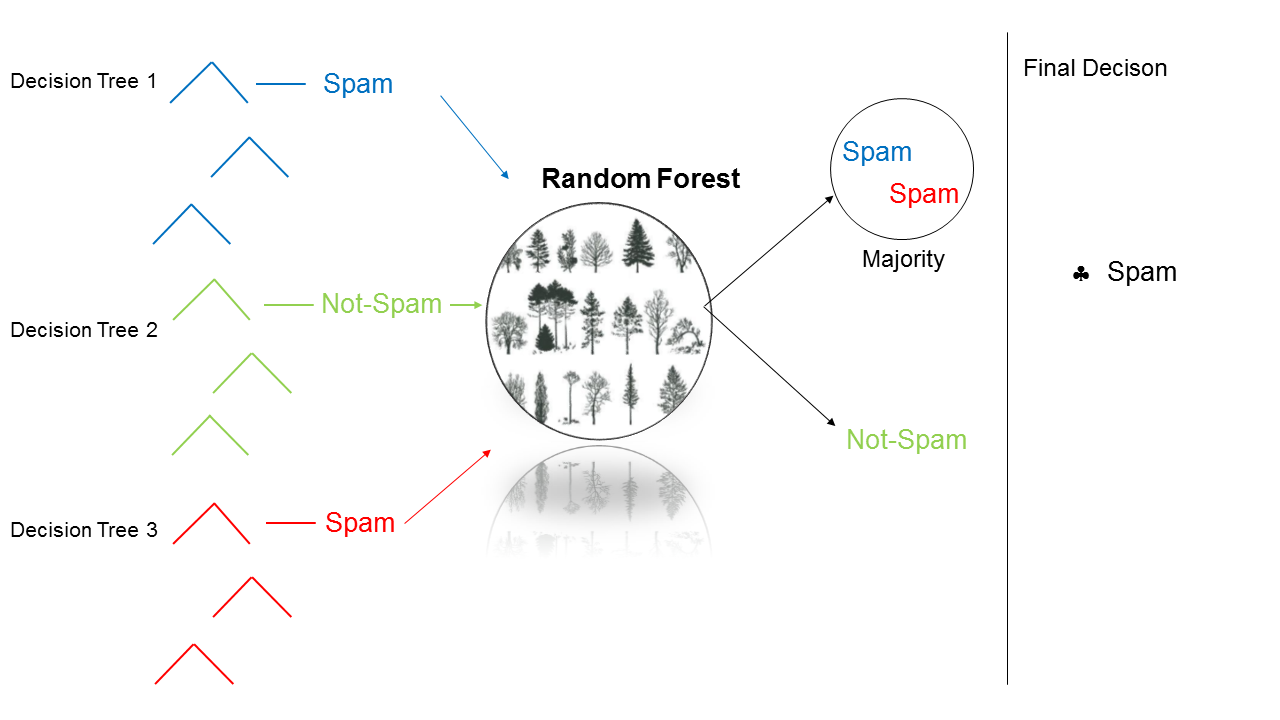 Decision Tree 1
Spam
Random Forest
Decision Tree 2
Not-Spam
Decision Tree 3
Spam
Spam
Spam
Majority
Not-Spam
Final Decison
♣ Spam